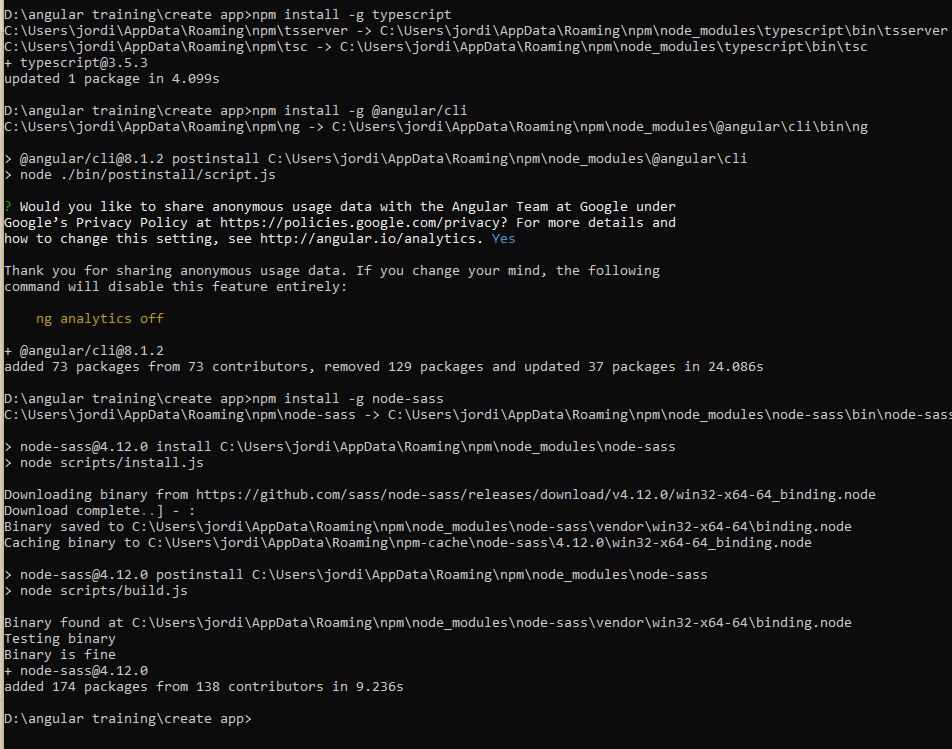 D:\angular training\create app>npm install -g typescript
C:\Users\jordi\AppData\Roaming\npm\tsserver -> C:\Users\jordi\AppData\Roaming\npm\node_modules\typescript\bin\tsserver
C:\Users\jordi\AppData\Roaming\npm\tsc -> C:\Users\jordi\AppData\Roaming\npm\node_modules\typescript\bin\tsc
+ typescript@3.5.3
updated 1 package in 4.099s
D:\angular training\create app>npm install -g @angular/cli
C:\Users\jordi\AppData\Roaming\npm\ng -> C:\Users\jordi\AppData\Roaming\npm\node_modules\@angular\cli\bin\ng
> @angular/cli@8.1.2 postinstall C:\Users\jordi\AppData\Roaming\npm\node_modules\@angular\cli
> node ./bin/postinstall/script.js
? Would you like to share anonymous usage data with the Angular Team at Google under
Google’s Privacy Policy at https://policies.google.com/privacy? For more details and
how to change this setting, see http://angular.io/analytics. Yes
Thank you for sharing anonymous usage data. If you change your mind, the following
command will disable this feature entirely:
ng analytics off
+ @angular/cli@8.1.2
added 73 packages from 73 contributors, removed 129 packages and updated 37 packages in 24.086s
D:\angular training\create app>npm install -g node-sass
C:\Users\jordi\AppData\Roaming\npm\node-sass -> C:\Users\jordi\AppData\Roaming\npm\node_modules\node-sass\bin\node-sass
> node-sass@4.12.0 install C:\Users\jordi\AppData\Roaming\npm\node_modules\node-sass
> node scripts/install.js
Downloading binary from https://github.com/sass/node-sass/releases/download/v4.12.0/win32-x64-64_binding.node
Download complete..] - :
Binary saved to C:\Users\jordi\AppData\Roaming\npm\node_modules\node-sass\vendor\win32-x64-64\binding.node
Caching binary to C:\Users\jordi\AppData\Roaming\npm-cache\node-sass\4.12.0\win32-x64-64_binding.node
> node-sass@4.12.0 postinstall C:\Users\jordi\AppData\Roaming\npm\node_modules\node-sass
> node scripts/build.js
Binary found at C:\Users\jordi\AppData\Roaming\npm\node_modules\node-sass\vendor\win32-x64-64\binding.node
Testing binary
Binary is fine
+ node-sass@4.12.0
added 174 packages from 138 contributors in 9.236s
D:\angular training\create app>